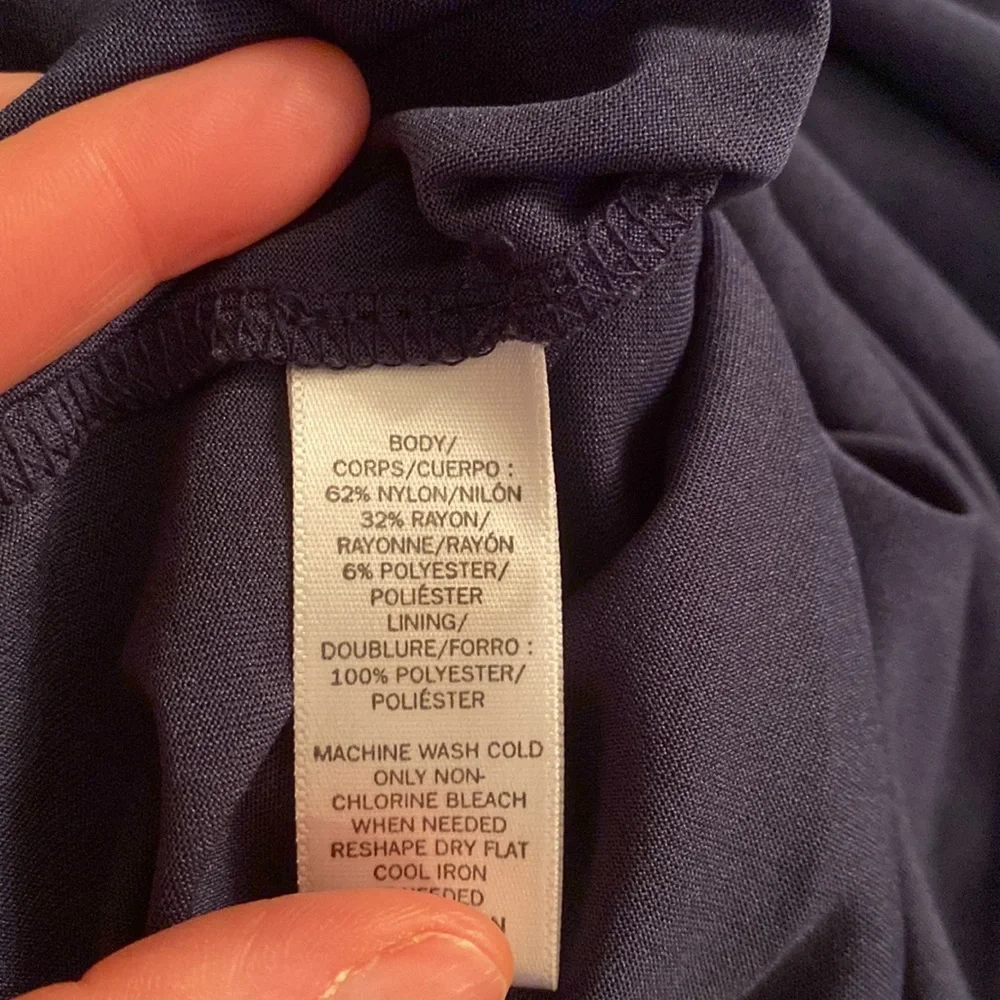 BODY/
CORPS/CUERPO :
62% NYLON/NILÓN
32% RAYON/
RAYONNE/RAYÓN
6% POLYESTER/
POLIÉSTER
LINING/
DOUBLURE/FORRO :
100% POLYESTER/
POLIÉSTER
MACHINE WASH COLD
ONLY NON-
CHLORINE BLEACH
WHEN NEEDED
RESHAPE DRY FLAT
COOL IRON